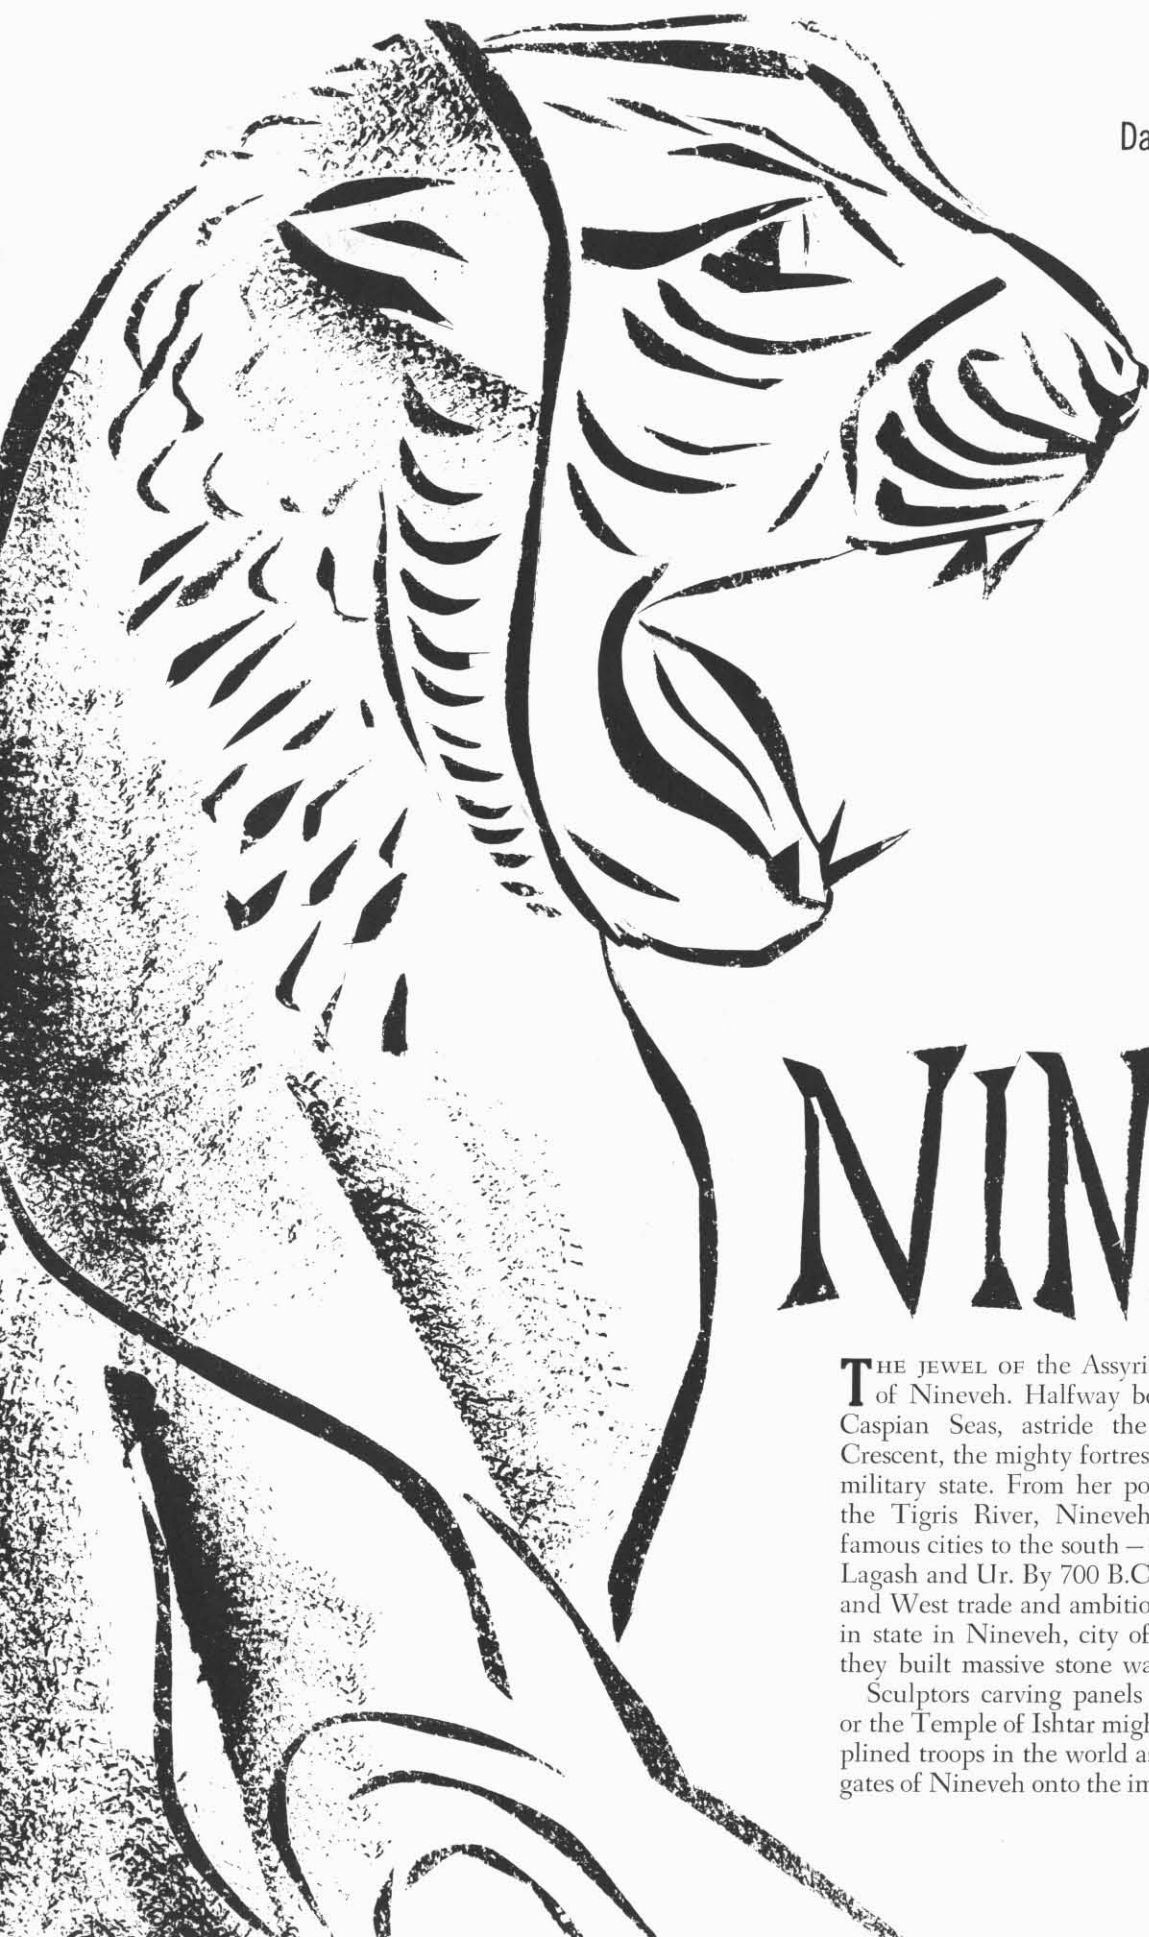 Da
NIN
THE JEWEL OF the Assyri
of Nineveh. Halfway be
Caspian Seas, astride the
Crescent, the mighty fortres
military state. From her po
the Tigris River, Nineveh
famous cities to the south —
Lagash and Ur. By 700 B.C
and West trade and ambitio
in state in Nineveh, city of
they built massive stone wa
Sculptors carving panels
or the Temple of Ishtar migh
plined troops in the world a
gates of Nineveh onto the im